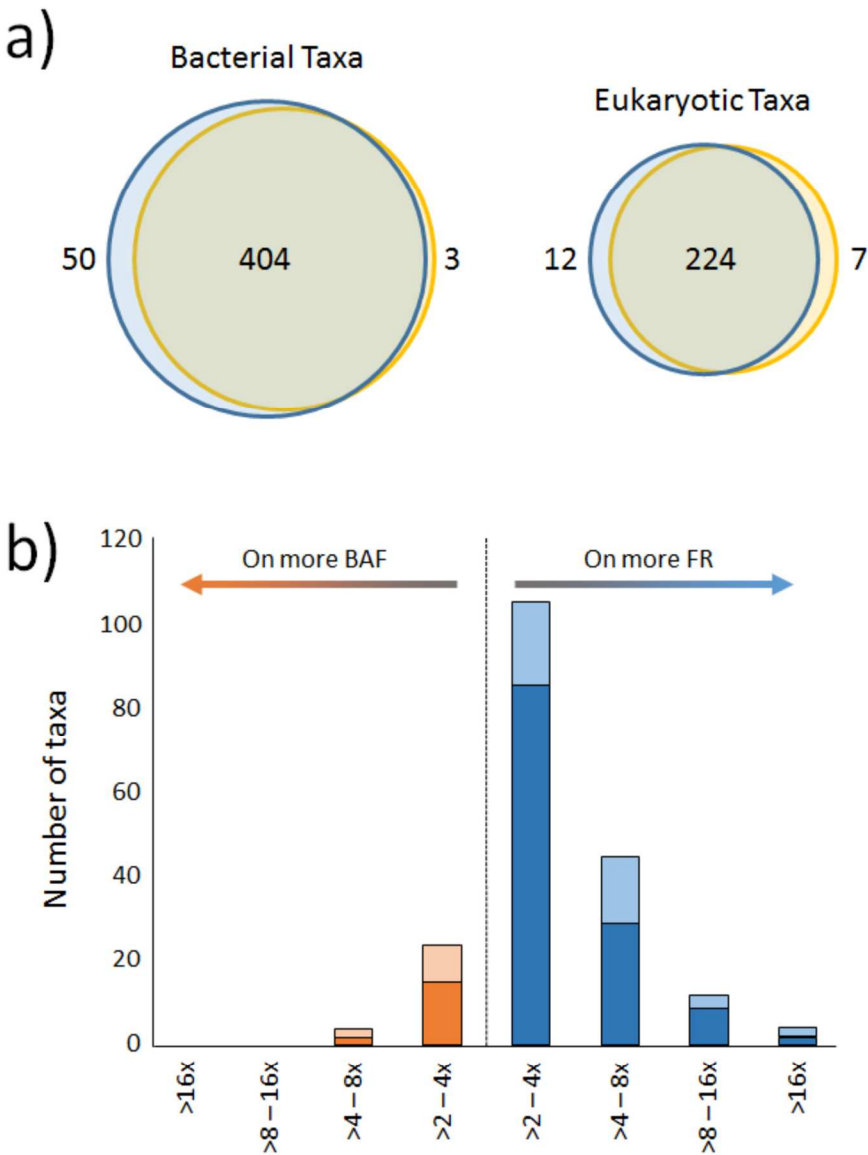 a)
Bacterial Taxa
Eukaryotic Taxa
50
404
3
12
224
7
b)
120
100
80
60
40
20
0
Number of taxa
On more BAF
On more FR
>16x
>8 – 16x
>4 – 8x
>2 – 4x
>2 – 4x
>4 – 8x
>8 – 16x
>16x